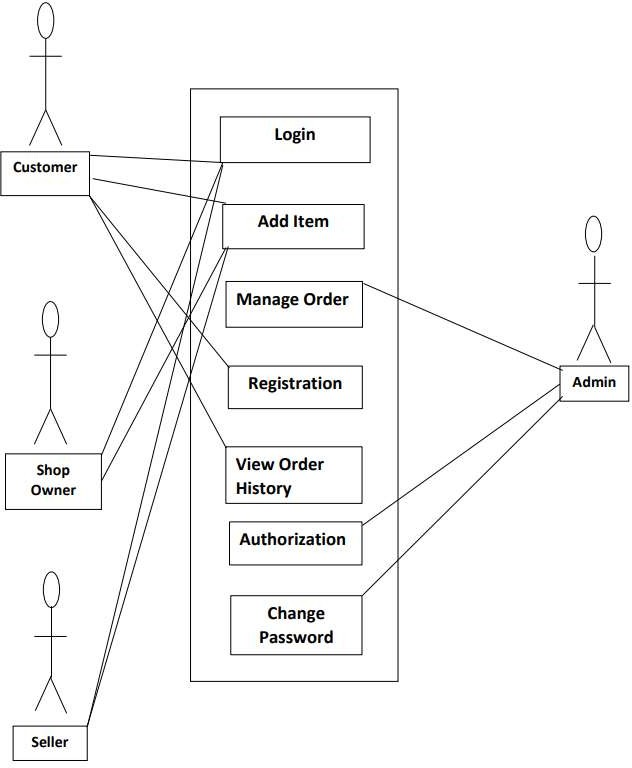 Login
Customer
Add Item
Manage Order
Registration
Admin
Shop
Owner
View Order
History
Authorization
Change
Password
Seller